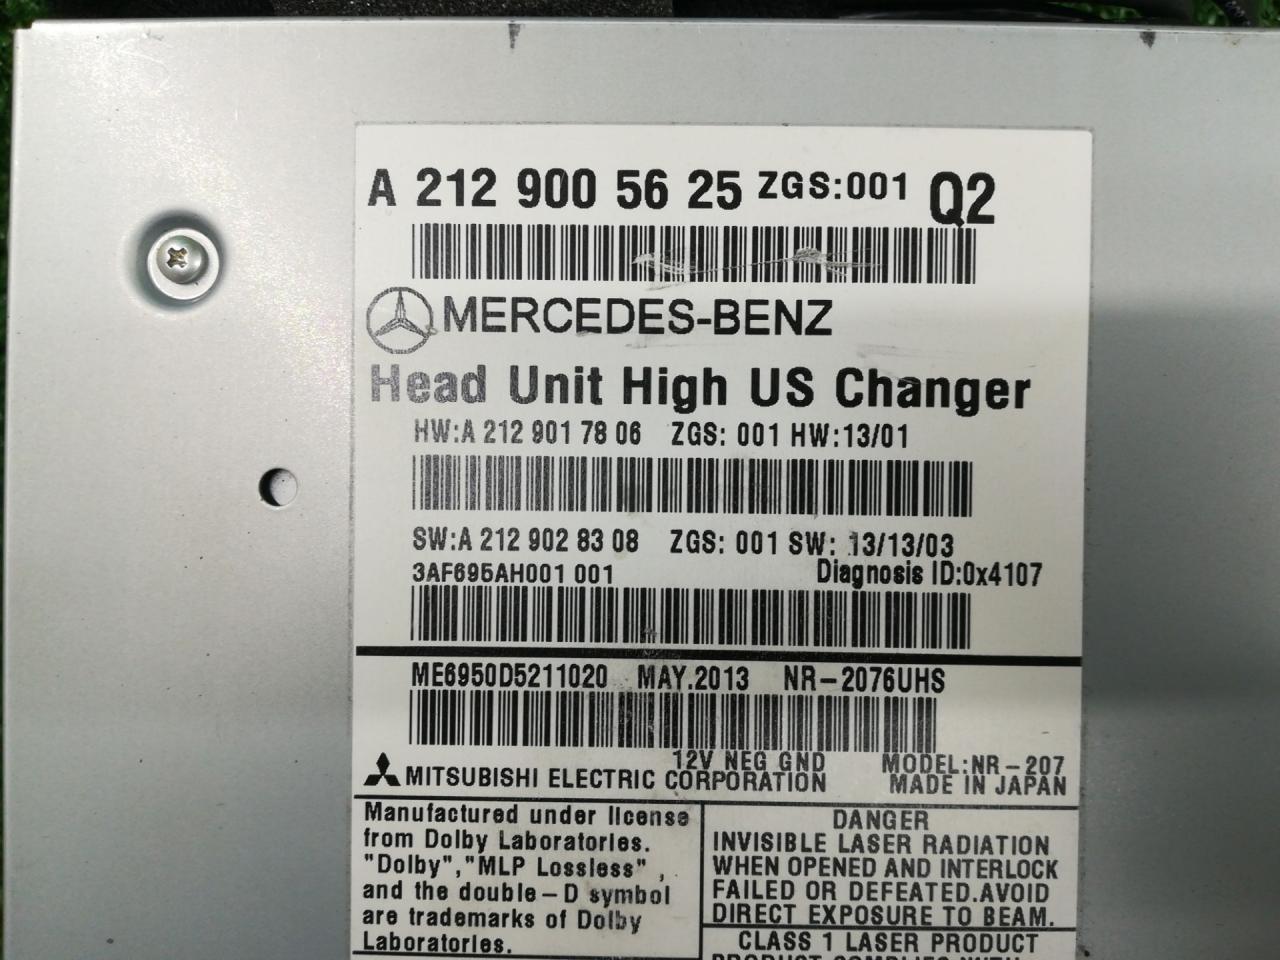 A 212 900 56 25 ZGS:001 Q2
MERCEDES-BENZ
Head Unit High US Changer
HW:A 212 901 78 06 ZGS: 001 HW:13/01
SW:A 212 902 83 08 ZGS: 001 SW: 13/13/03
3AF695AH001 001 Diagnosis ID:0x4107
ME6950D5211020 MAY.2013 NR-2076UHS
12V NEG GND MODEL:NR-207
MITSUBISHI ELECTRIC CORPORATION MADE IN JAPAN
Manufactured under license
from Dolby Laboratories.
"Dolby","MLP Lossless",
and the double-D symbol
are trademarks of Dolby
Laboratories.
DANGER
INVISIBLE LASER RADIATION
WHEN OPENED AND INTERLOCK
FAILED OR DEFEATED.AVOID
DIRECT EXPOSURE TO BEAM.
CLASS 1 LASER PRODUCT
PRODUCT COMPLIES WITH